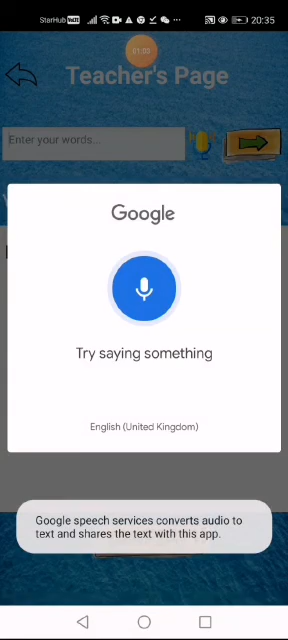 StarHub VoLTE
20:35
01:00
Teacher's Page
Enter your words...
Google
Try saying something
English (United Kingdom)
Google speech services converts audio to
text and shares the text with this app.